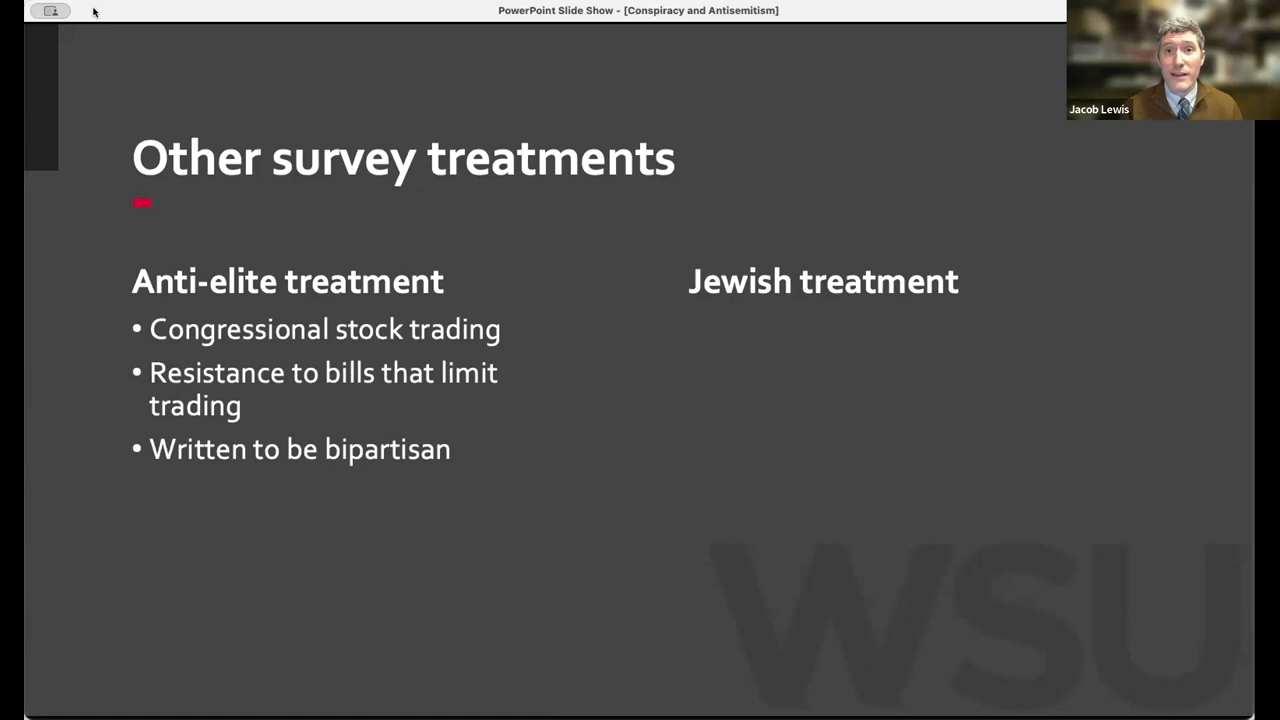 PowerPoint Slide Show - [Conspiracy and Antisemitism]
Jacob Lewis
Other survey treatments
Anti-elite treatment
• Congressional stock trading
• Resistance to bills that limit
trading
• Written to be bipartisan
Jewish treatment
WSU